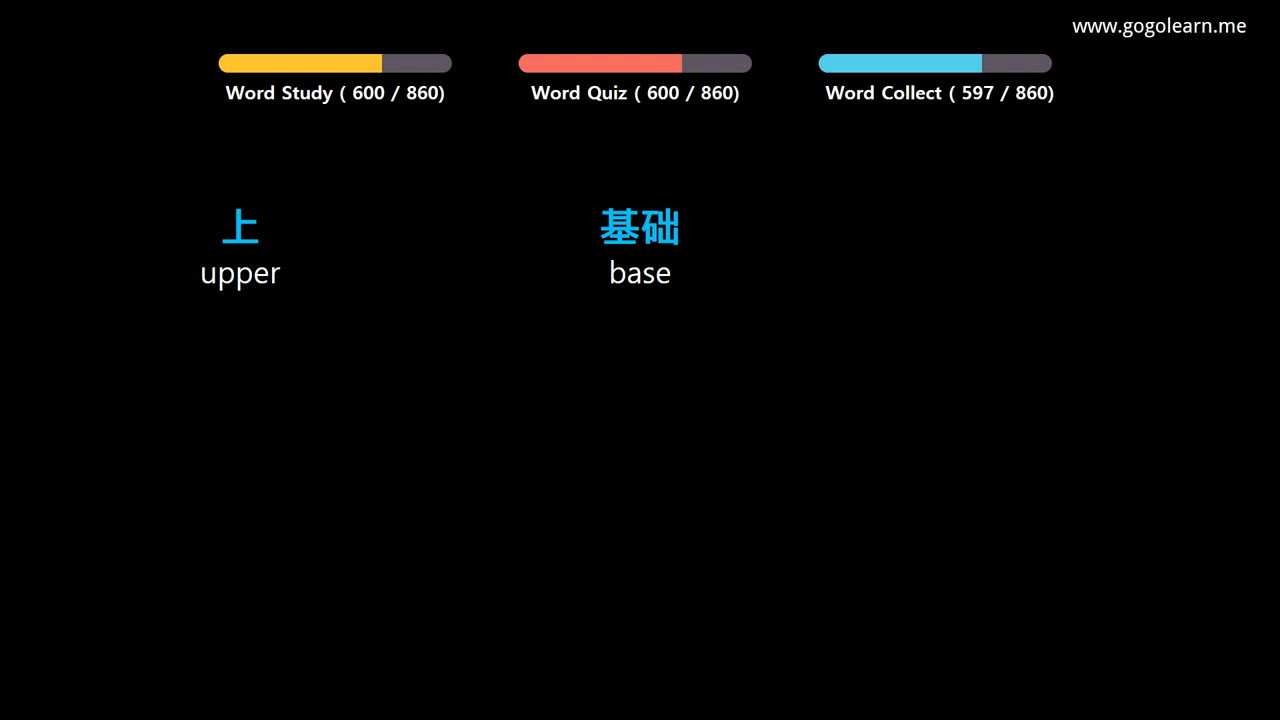 www.gogolearn.me
Word Study ( 600 / 860)
Word Quiz ( 600 / 860)
Word Collect ( 597 / 860)
上
upper
基础
base